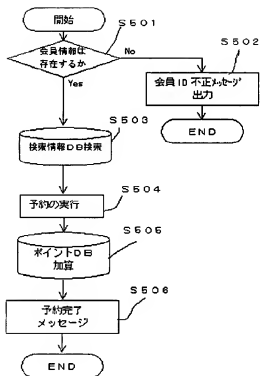 開始
S501
会員情報は
存在するか
No
S502
会員ID不正メッセージ
出力
END
Yes
S503
検索情報DB検索
S504
予約の実行
S505
ポイントDB
加算
S506
予約完了
メッセージ
END